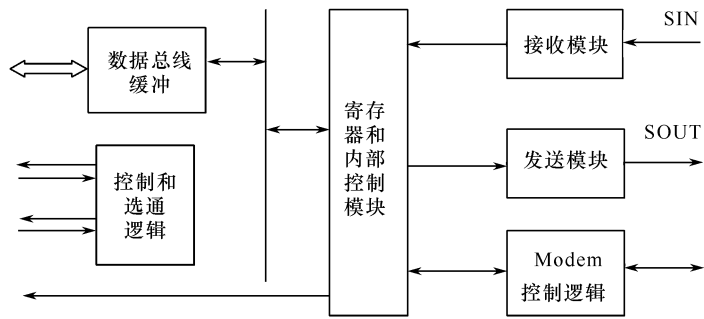 数据总线
缓冲
控制和
选通
逻辑
寄存
器和
内部
控制
模块
SIN
接收模块
SOUT
发送模块
Modem
控制逻辑